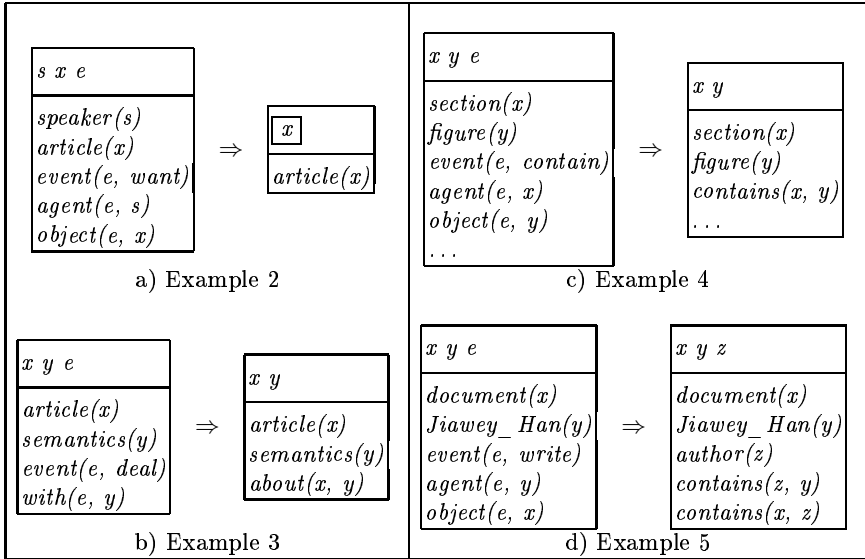 s x e
speaker(s)
article(x)
event(e, want)
agent(e, s)
object(e, x)
⇒
x
article(x)
a) Example 2
x y e
article(x)
semantics(y)
event(e, deal)
with(e, y)
⇒
x y
article(x)
semantics(y)
about(x, y)
b) Example 3
x y e
section(x)
figure(y)
event(e, contain)
agent(e, x)
object(e, y)
. . .
⇒
x y
section(x)
figure(y)
contains(x, y)
. . .
c) Example 4
x y e
document(x)
Jiawey_Han(y)
event(e, write)
agent(e, y)
object(e, x)
⇒
x y z
document(x)
Jiawey_Han(y)
author(z)
contains(z, y)
contains(x, z)
d) Example 5